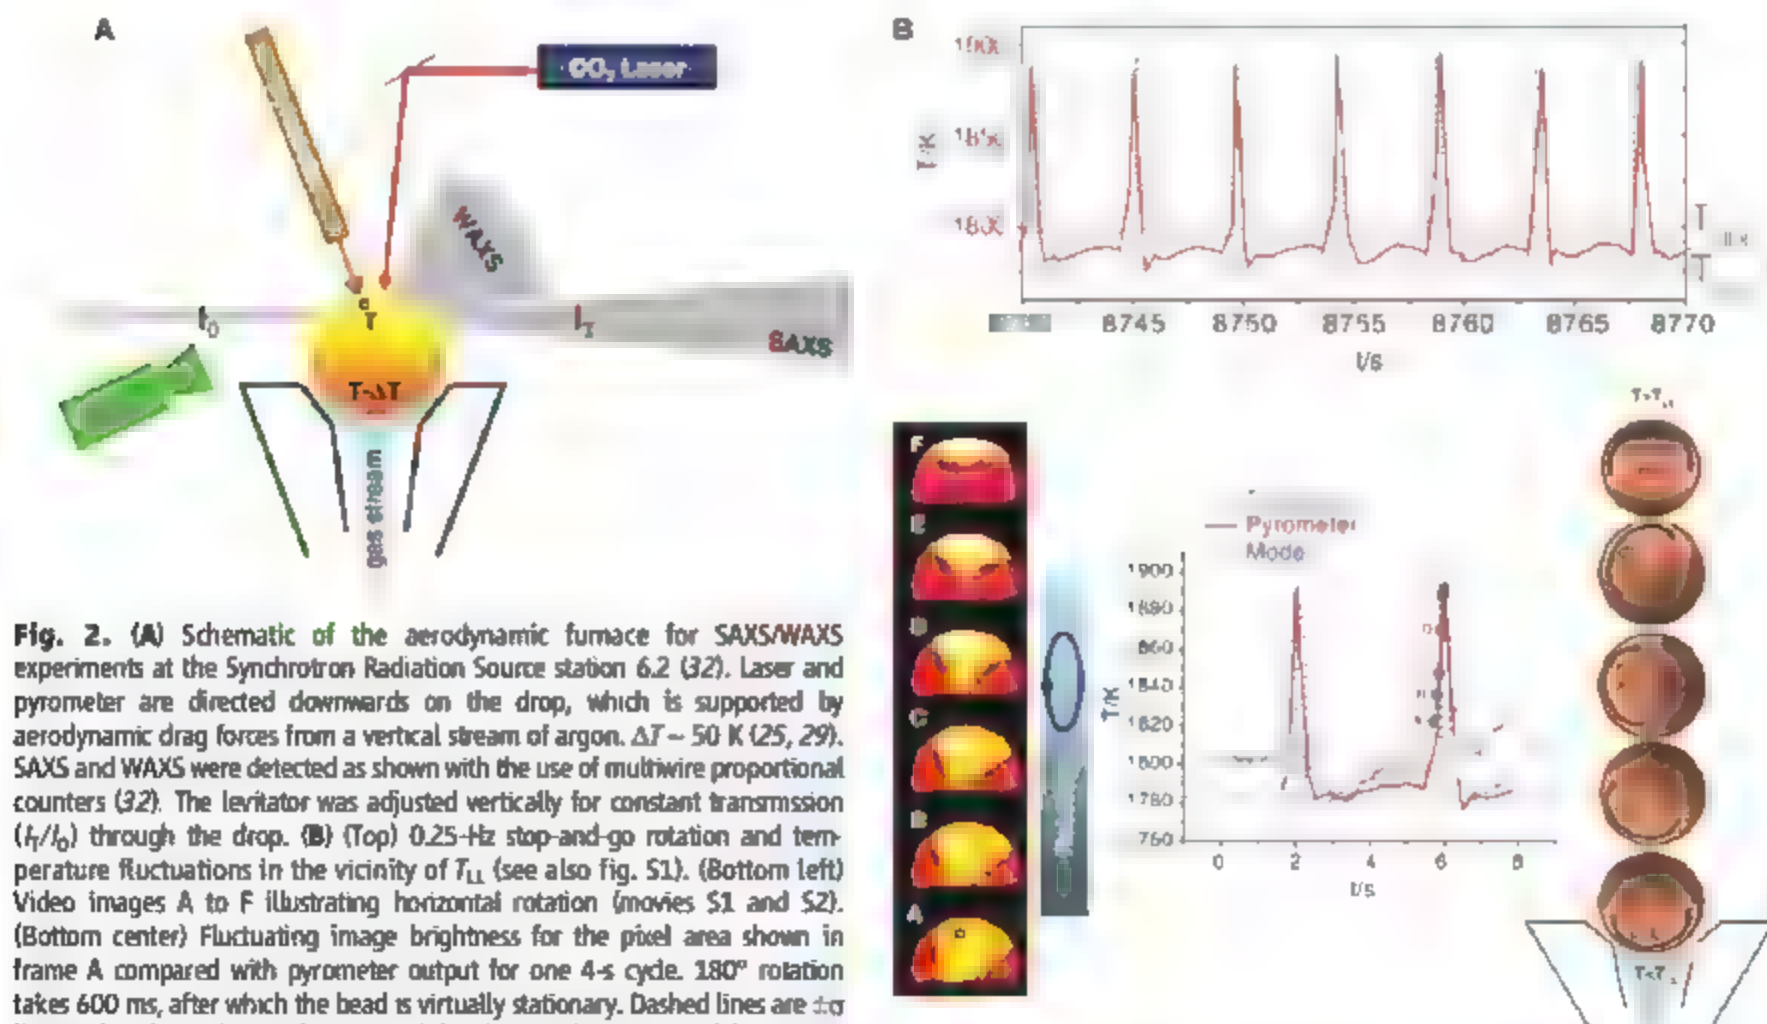 A
CO₂ Laser
WAXS
I₀
I_T
SAXS
T
T-ΔT
gas stream
Fig. 2. (A) Schematic of the aerodynamic furnace for SAXS/WAXS
experiments at the Synchrotron Radiation Source station 6.2 (32). Laser and
pyrometer are directed downwards on the drop, which is supported by
aerodynamic drag forces from a vertical stream of argon. ΔT ~ 50 K (25, 29).
SAXS and WAXS were detected as shown with the use of multiwire proportional
counters (32). The levitator was adjusted vertically for constant transmission
(I_T/I₀) through the drop. (B) (Top) 0.25-Hz stop-and-go rotation and tem-
perature fluctuations in the vicinity of T_LL (see also fig. S1). (Bottom left)
Video images A to F illustrating horizontal rotation (movies S1 and S2).
(Bottom center) Fluctuating image brightness for the pixel area shown in
frame A compared with pyrometer output for one 4-s cycle. 180° rotation
takes 600 ms, after which the bead is virtually stationary. Dashed lines are ±σ
B
T/K
8745 8750 8755 8760 8765 8770
t/s
F
E
D
C
B
A
Pyrometer
T/K
1900
1880
1860
1840
1820
1800
1780
760
0 2 4 6 8
t/s